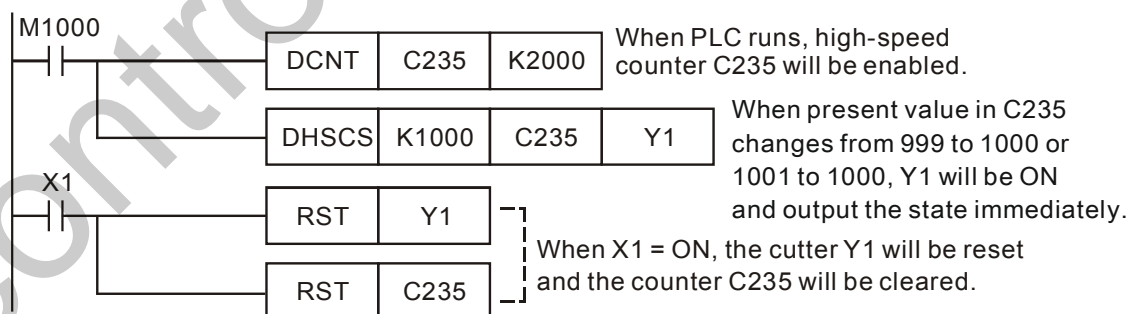 M1000
DCNT C235 K2000
When PLC runs, high-speed
counter C235 will be enabled.
DHSCS K1000 C235 Y1
When present value in C235
changes from 999 to 1000 or
1001 to 1000, Y1 will be ON
and output the state immediately.
X1
RST Y1
RST C235
When X1 = ON, the cutter Y1 will be reset
and the counter C235 will be cleared.
contro